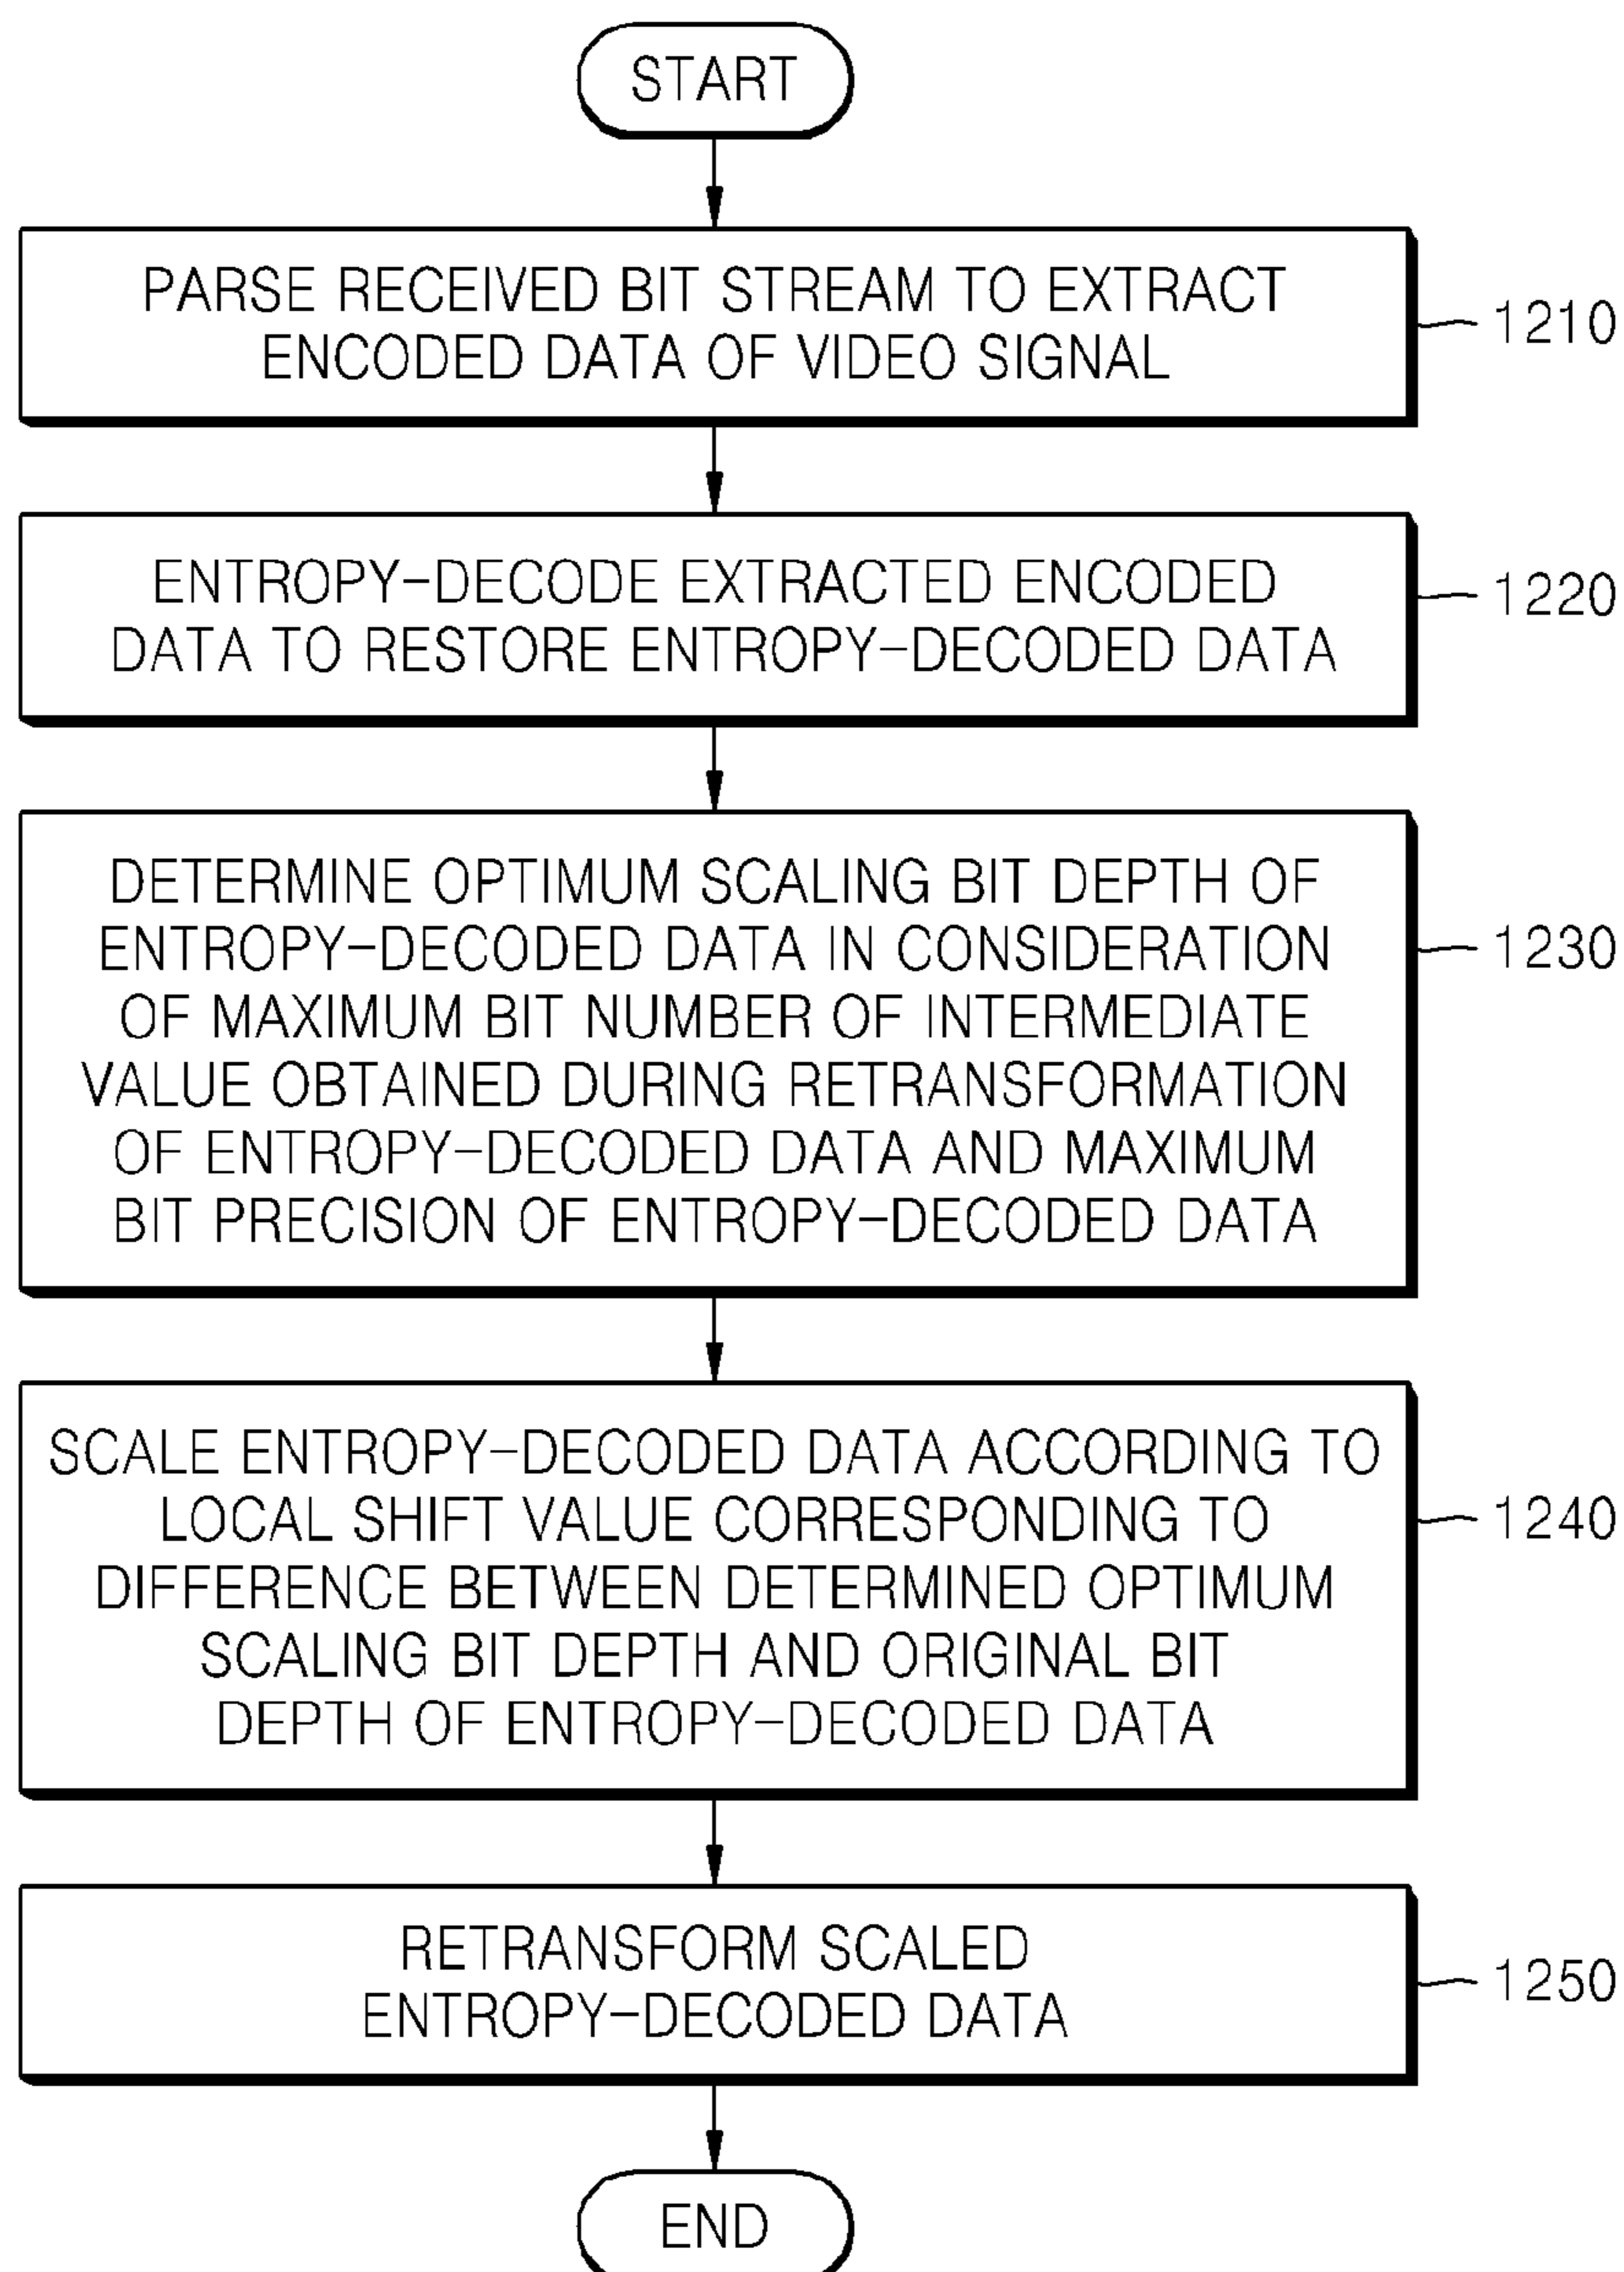 START
PARSE RECEIVED BIT STREAM TO EXTRACT
ENCODED DATA OF VIDEO SIGNAL
1210
ENTROPY-DECODE EXTRACTED ENCODED
DATA TO RESTORE ENTROPY-DECODED DATA
1220
DETERMINE OPTIMUM SCALING BIT DEPTH OF
ENTROPY-DECODED DATA IN CONSIDERATION
OF MAXIMUM BIT NUMBER OF INTERMEDIATE
VALUE OBTAINED DURING RETRANSFORMATION
OF ENTROPY-DECODED DATA AND MAXIMUM
BIT PRECISION OF ENTROPY-DECODED DATA
1230
SCALE ENTROPY-DECODED DATA ACCORDING TO
LOCAL SHIFT VALUE CORRESPONDING TO
DIFFERENCE BETWEEN DETERMINED OPTIMUM
SCALING BIT DEPTH AND ORIGINAL BIT
DEPTH OF ENTROPY-DECODED DATA
1240
RETRANSFORM SCALED
ENTROPY-DECODED DATA
1250
END